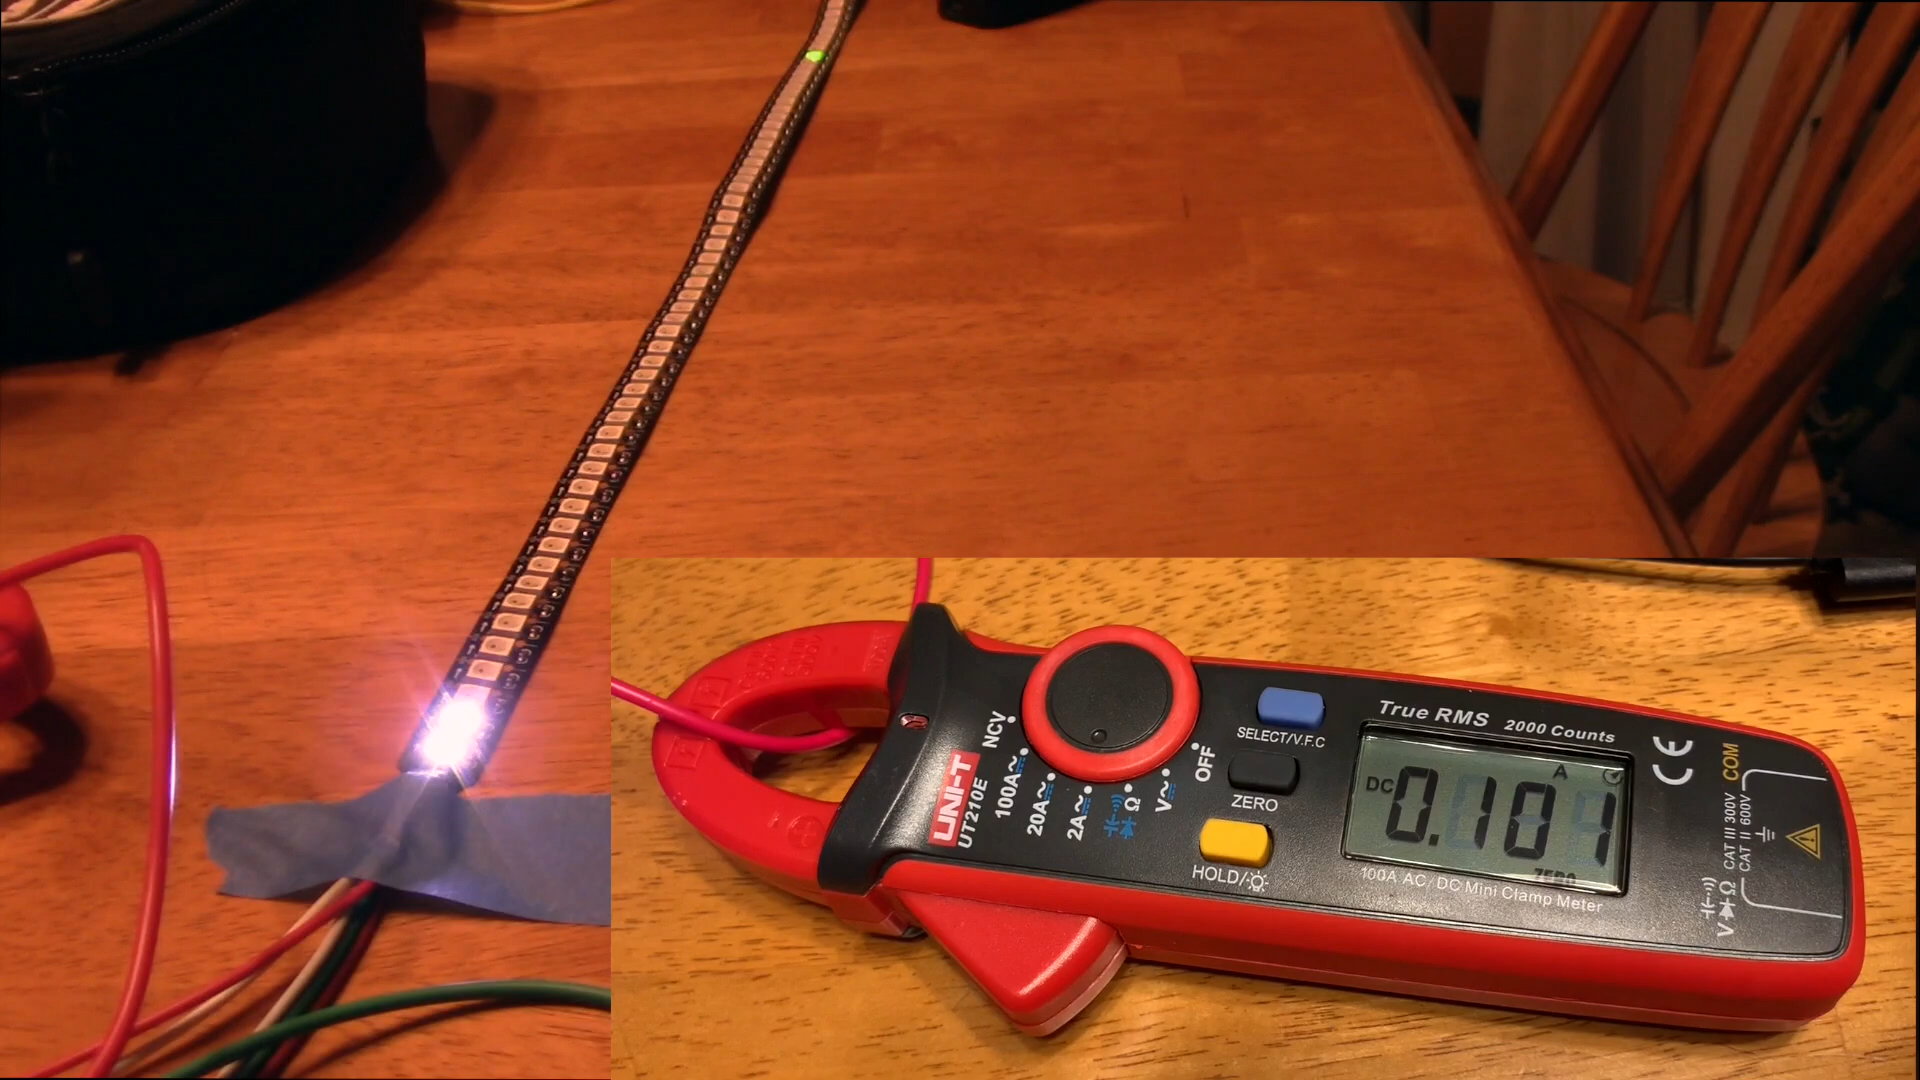 UNI-T
UT210E
NCV
100A
20A
2A
Ω
V
OFF
SELECT/V.F.C
ZERO
HOLD/
True RMS 2000 Counts
DC 0.101 A
ZERO
100A AC/DC Mini Clamp Meter
CE
COM
CAT III 300V
CAT II 600V
V Ω